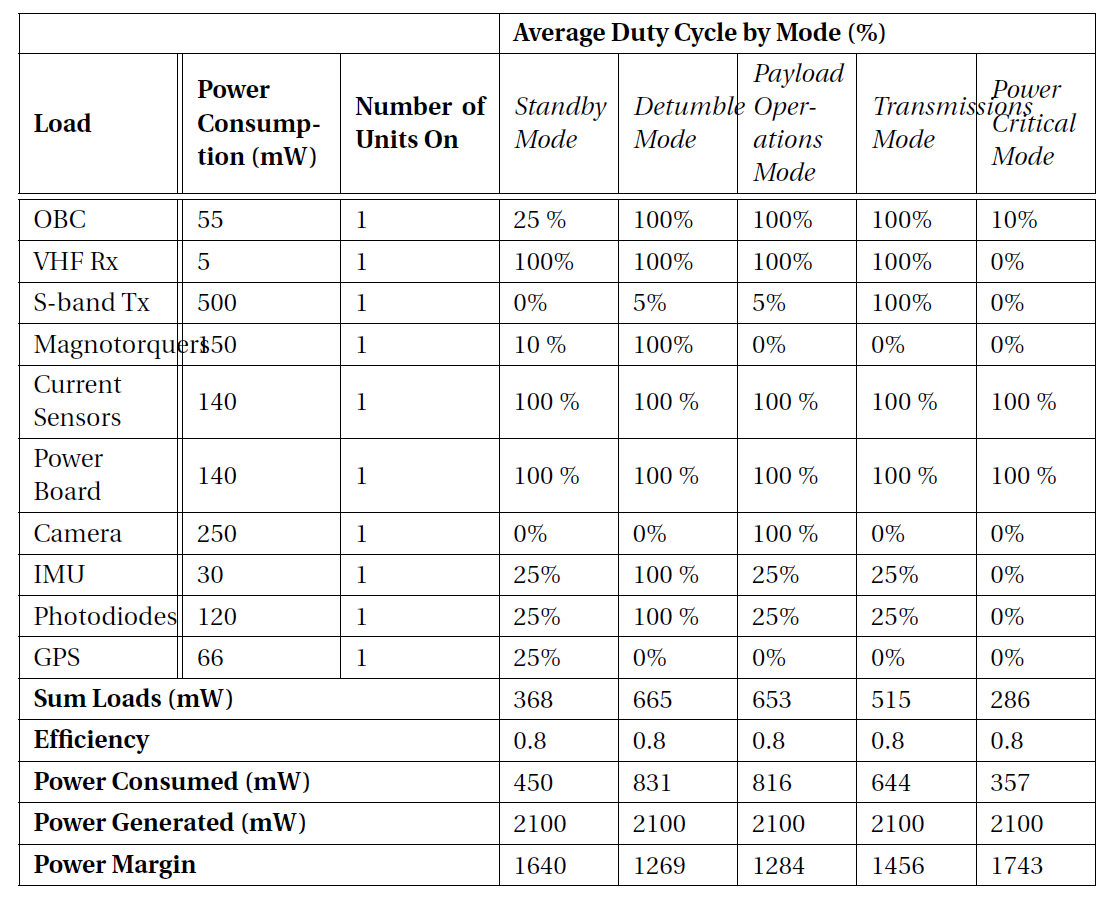 Average Duty Cycle by Mode (%)
Load Power Consump- tion (mW) Number of Units On Standby Mode Detumble Mode Payload Oper- ations Mode Transmissions Mode Power Critical Mode
OBC 55 1 25 % 100% 100% 100% 10%
VHF Rx 5 1 100% 100% 100% 100% 0%
S-band Tx 500 1 0% 5% 5% 100% 0%
Magnotorquers 150 1 10 % 100% 0% 0% 0%
Current Sensors 140 1 100 % 100 % 100 % 100 % 100 %
Power Board 140 1 100 % 100 % 100 % 100 % 100 %
Camera 250 1 0% 0% 100 % 0% 0%
IMU 30 1 25% 100 % 25% 25% 0%
Photodiodes 120 1 25% 100 % 25% 25% 0%
GPS 66 1 25% 0% 0% 0% 0%
Sum Loads (mW) 368 665 653 515 286
Efficiency 0.8 0.8 0.8 0.8 0.8
Power Consumed (mW) 450 831 816 644 357
Power Generated (mW) 2100 2100 2100 2100 2100
Power Margin 1640 1269 1284 1456 1743